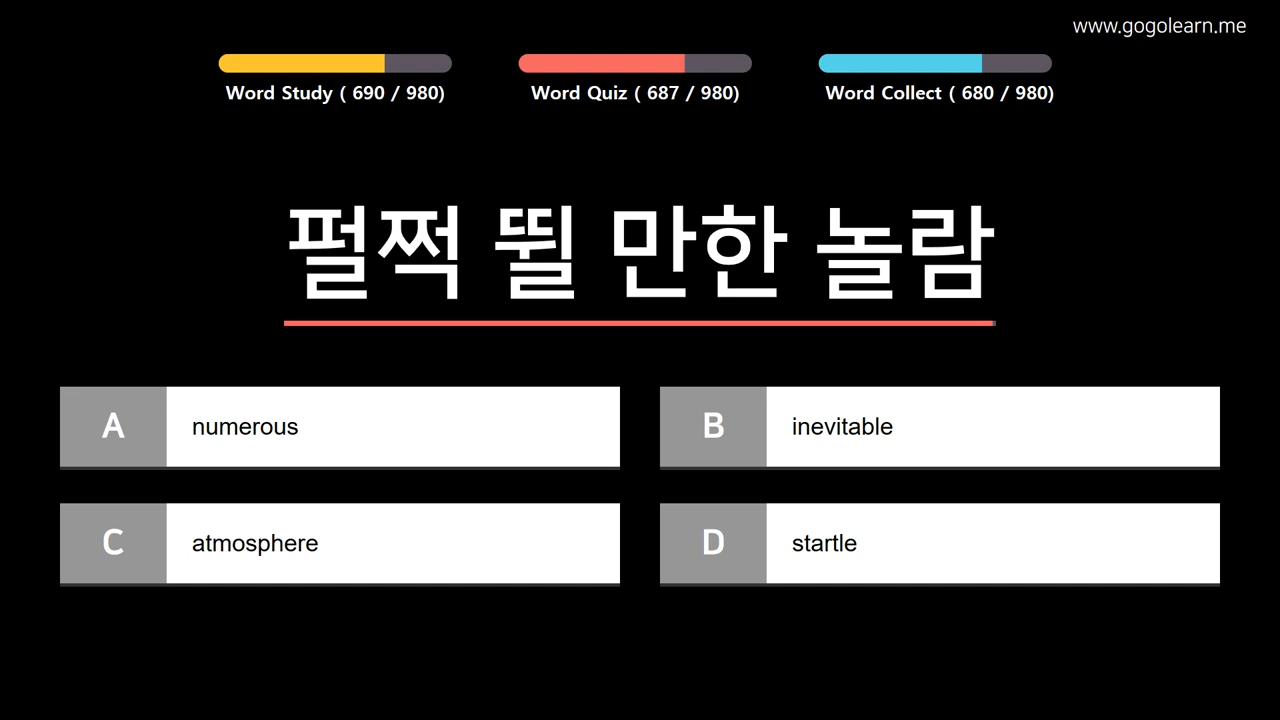 www.gogolearn.me
Word Study ( 690 / 980)
Word Quiz ( 687 / 980)
Word Collect ( 680 / 980)
펄쩍 뛸 만한 놀람
A numerous
B inevitable
C atmosphere
D startle